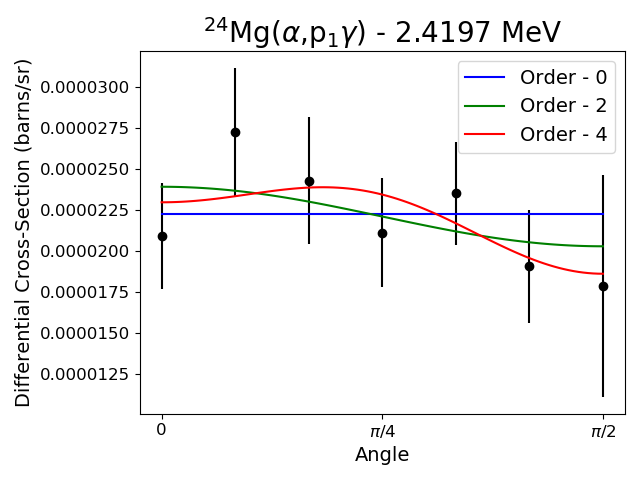 ²⁴Mg(α,p₁γ) - 2.4197 MeV
Differential Cross-Section (barns/sr)
0.0000300
0.0000275
0.0000250
0.0000225
0.0000200
0.0000175
0.0000150
0.0000125
Order - 0
Order - 2
Order - 4
0
π/4
π/2
Angle